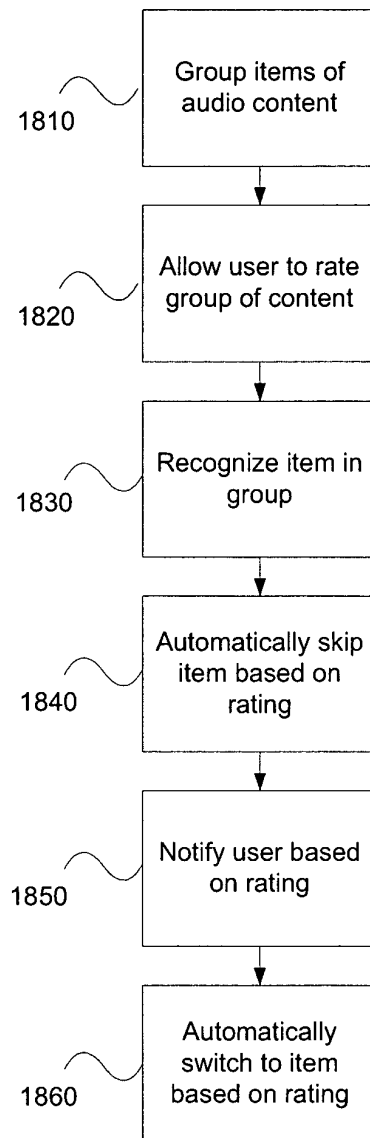 Group items of
audio content
1810
Allow user to rate
group of content
1820
Recognize item in
group
1830
Automatically skip
item based on
rating
1840
Notify user based
on rating
1850
Automatically
switch to item
based on rating
1860